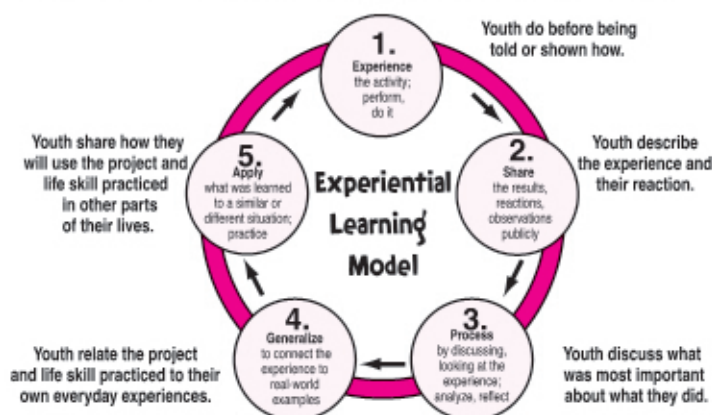 1.
Experience
the activity;
perform,
do it
Youth do before being
told or shown how.
2.
Share
the results,
reactions,
observations
publicly
Youth describe
the experience and
their reaction.
3.
Process
by discussing,
looking at the
experience;
analyze, reflect
Youth discuss what
was most important
about what they did.
4.
Generalize
to connect the
experience to
real-world
examples
Youth relate the project
and life skill practiced to their
own everyday experiences.
5.
Apply
what was learned
to a similar or
different situation;
practice
Youth share how they
will use the project and
life skill practiced
in other parts
of their lives.
Experiential
Learning
Model